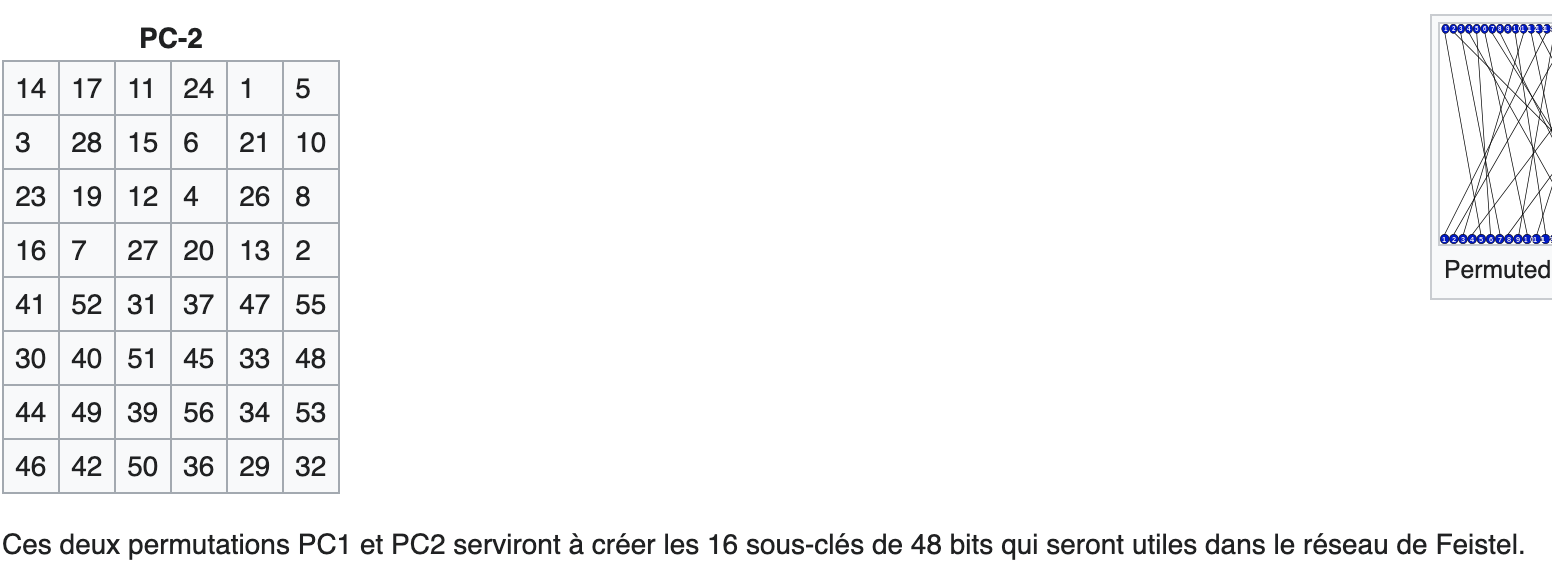 PC-2
14 17 11 24 1 5
3 28 15 6 21 10
23 19 12 4 26 8
16 7 27 20 13 2
41 52 31 37 47 55
30 40 51 45 33 48
44 49 39 56 34 53
46 42 50 36 29 32
Permuted
Ces deux permutations PC1 et PC2 serviront à créer les 16 sous-clés de 48 bits qui seront utiles dans le réseau de Feistel.